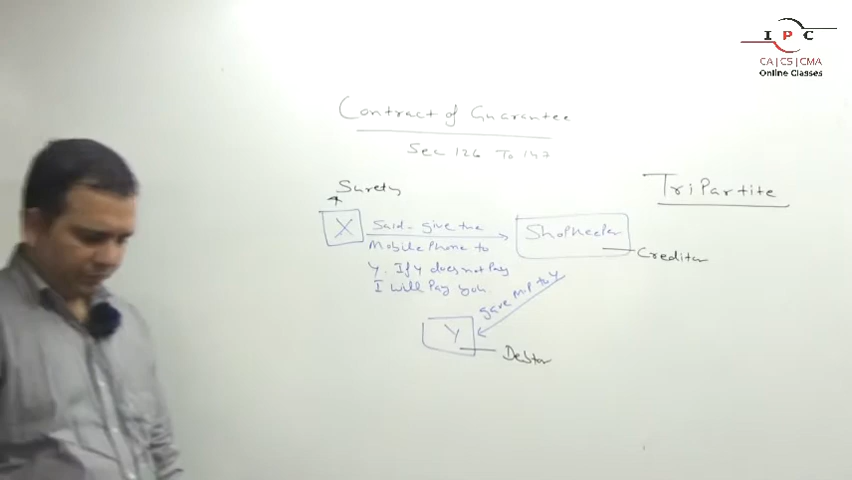 I P C
CA|CS|CMA
Online Classes
Contract of Guarantee
Sec 126 To 147
TriPartite
Surety
X
Said - give the
Mobile Phone to
Y. If Y does not Pay
I will Pay you.
ShopKeeper
Creditor
gave M.P to Y
Y
Debtor